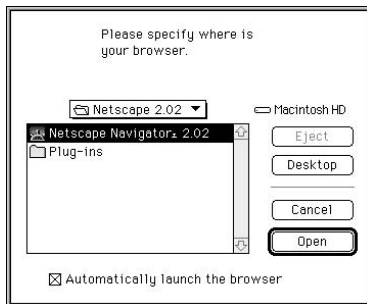 Please specify where is
your browser.
Netscape 2.02
Macintosh HD
Netscape Navigator™ 2.02
Plug-ins
Eject
Desktop
Cancel
Open
Automatically launch the browser